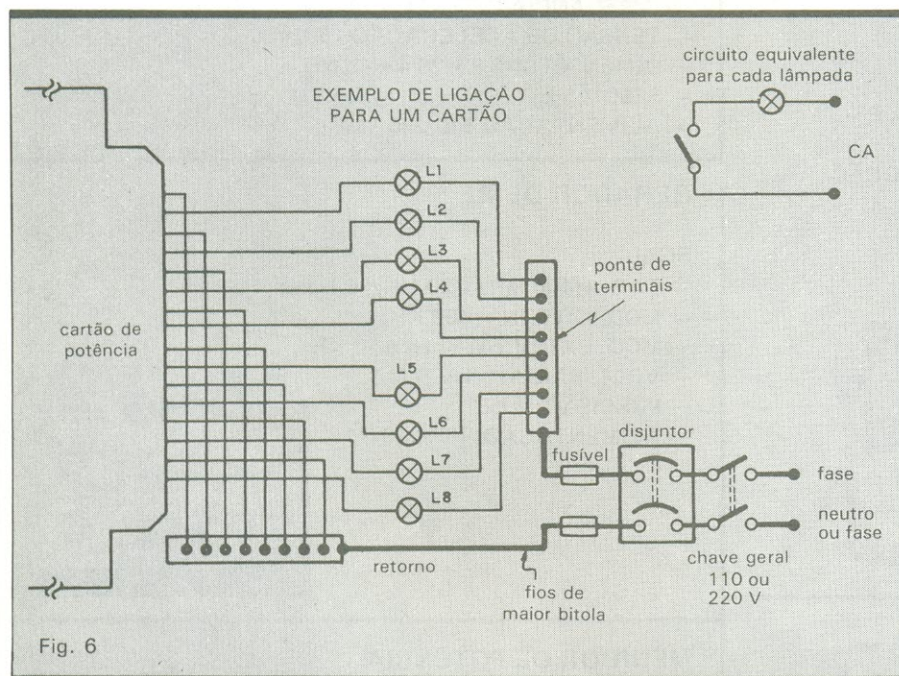 circuito equivalente
para cada lâmpada
EXEMPLO DE LIGAÇÃO
PARA UM CARTÃO
CA
L1
L2
L3
L4
ponte de
terminais
cartão de
potência
L5
L6
L7
L8
disjuntor
fusível
fase
neutro
ou fase
retorno
fios de
maior bitola
chave geral
110 ou
220 V
Fig. 6